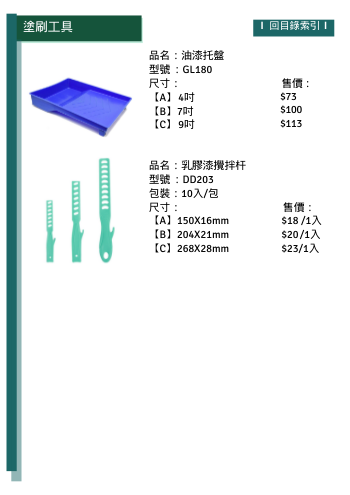 塗刷工具
I 回目錄索引 I
品名：油漆托盤
型號：GL180
尺寸： 售價：
【A】4吋 $73
【B】7吋 $100
【C】9吋 $113
品名：乳膠漆攪拌杆
型號：DD203
包裝：10入/包
尺寸： 售價：
【A】150X16mm $18/1入
【B】204X21mm $20/1入
【C】268X28mm $23/1入